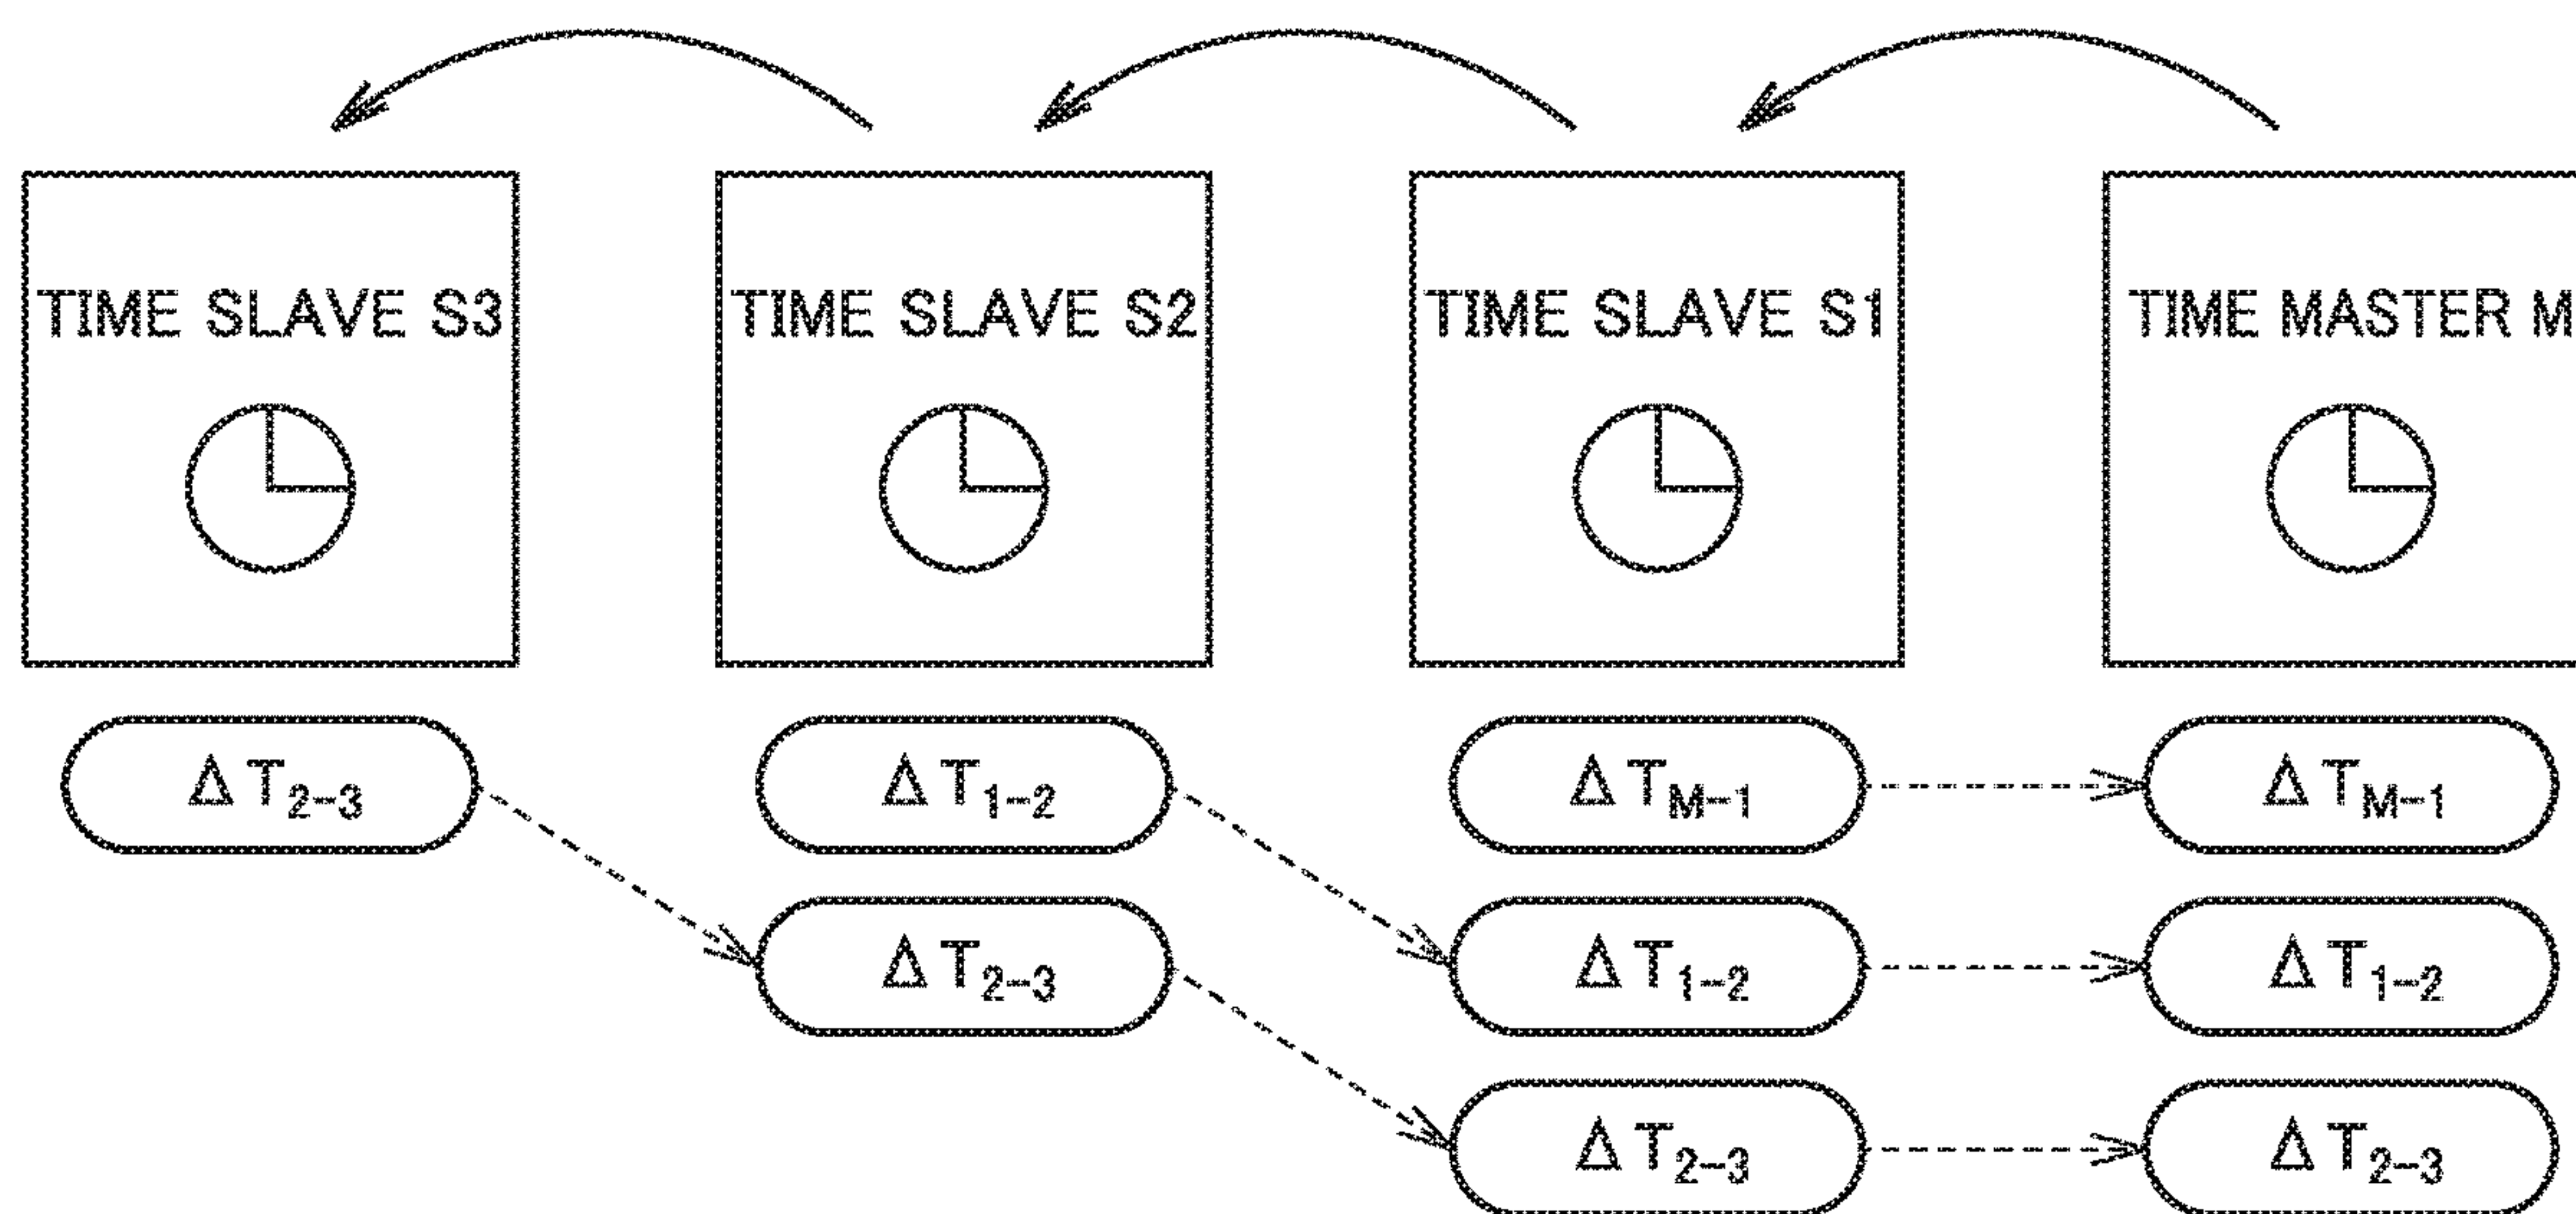 TIME SLAVE S3
TIME SLAVE S2
TIME SLAVE S1
TIME MASTER M
ΔT2-3
ΔT1-2
ΔTM-1
ΔTM-1
ΔT2-3
ΔT1-2
ΔT1-2
ΔT2-3
ΔT2-3